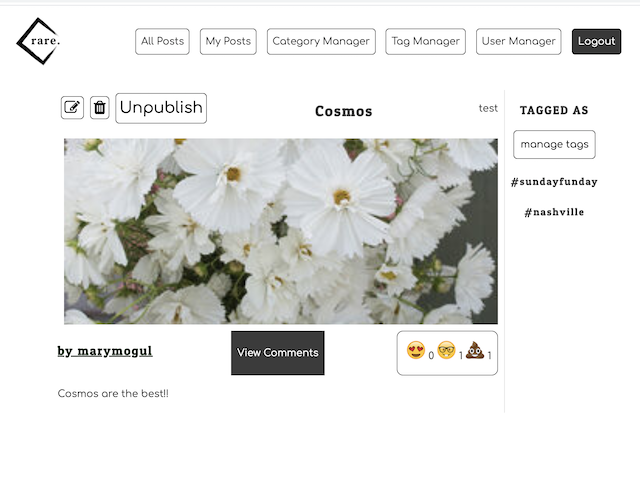 rare.
All Posts
My Posts
Category Manager
Tag Manager
User Manager
Logout
Unpublish
Cosmos
test
TAGGED AS
manage tags
#sundayfunday
#nashville
by marymogul
View Comments
0 1 1
Cosmos are the best!!